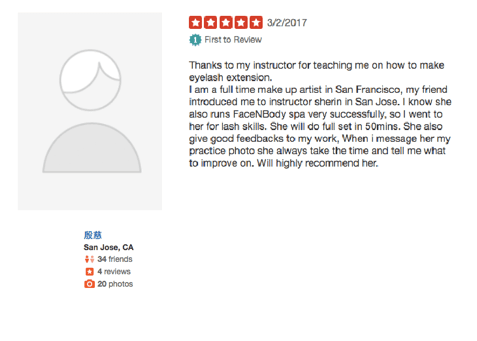 3/2/2017
1 First to Review
Thanks to my instructor for teaching me on how to make
eyelash extension.
I am a full time make up artist in San Francisco, my friend
introduced me to instructor sherin in San Jose. I know she
also runs FaceNBody spa very successfully, so I went to
her for lash skills. She will do full set in 50mins. She also
give good feedbacks to my work, When i message her my
practice photo she always take the time and tell me what
to improve on. Will highly recommend her.
殷慈
San Jose, CA
34 friends
4 reviews
20 photos